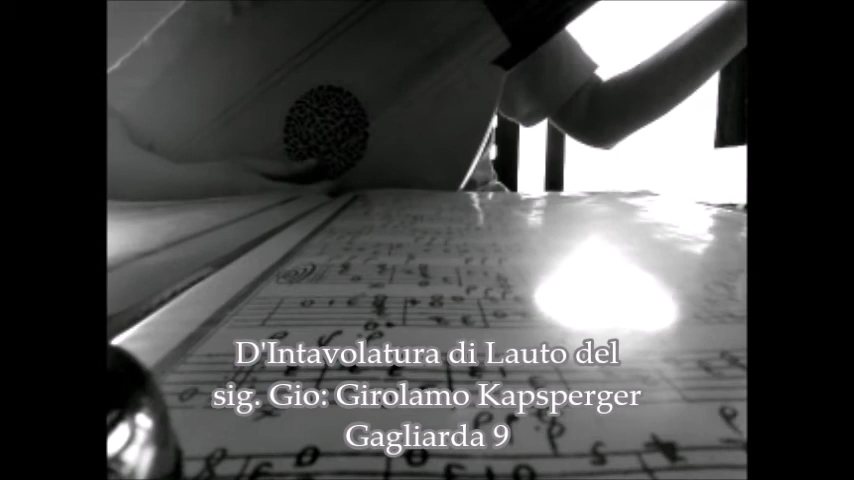 D'Intavolatura di Lauto del
sig. Gio: Girolamo Kapsperger
Gagliarda 9